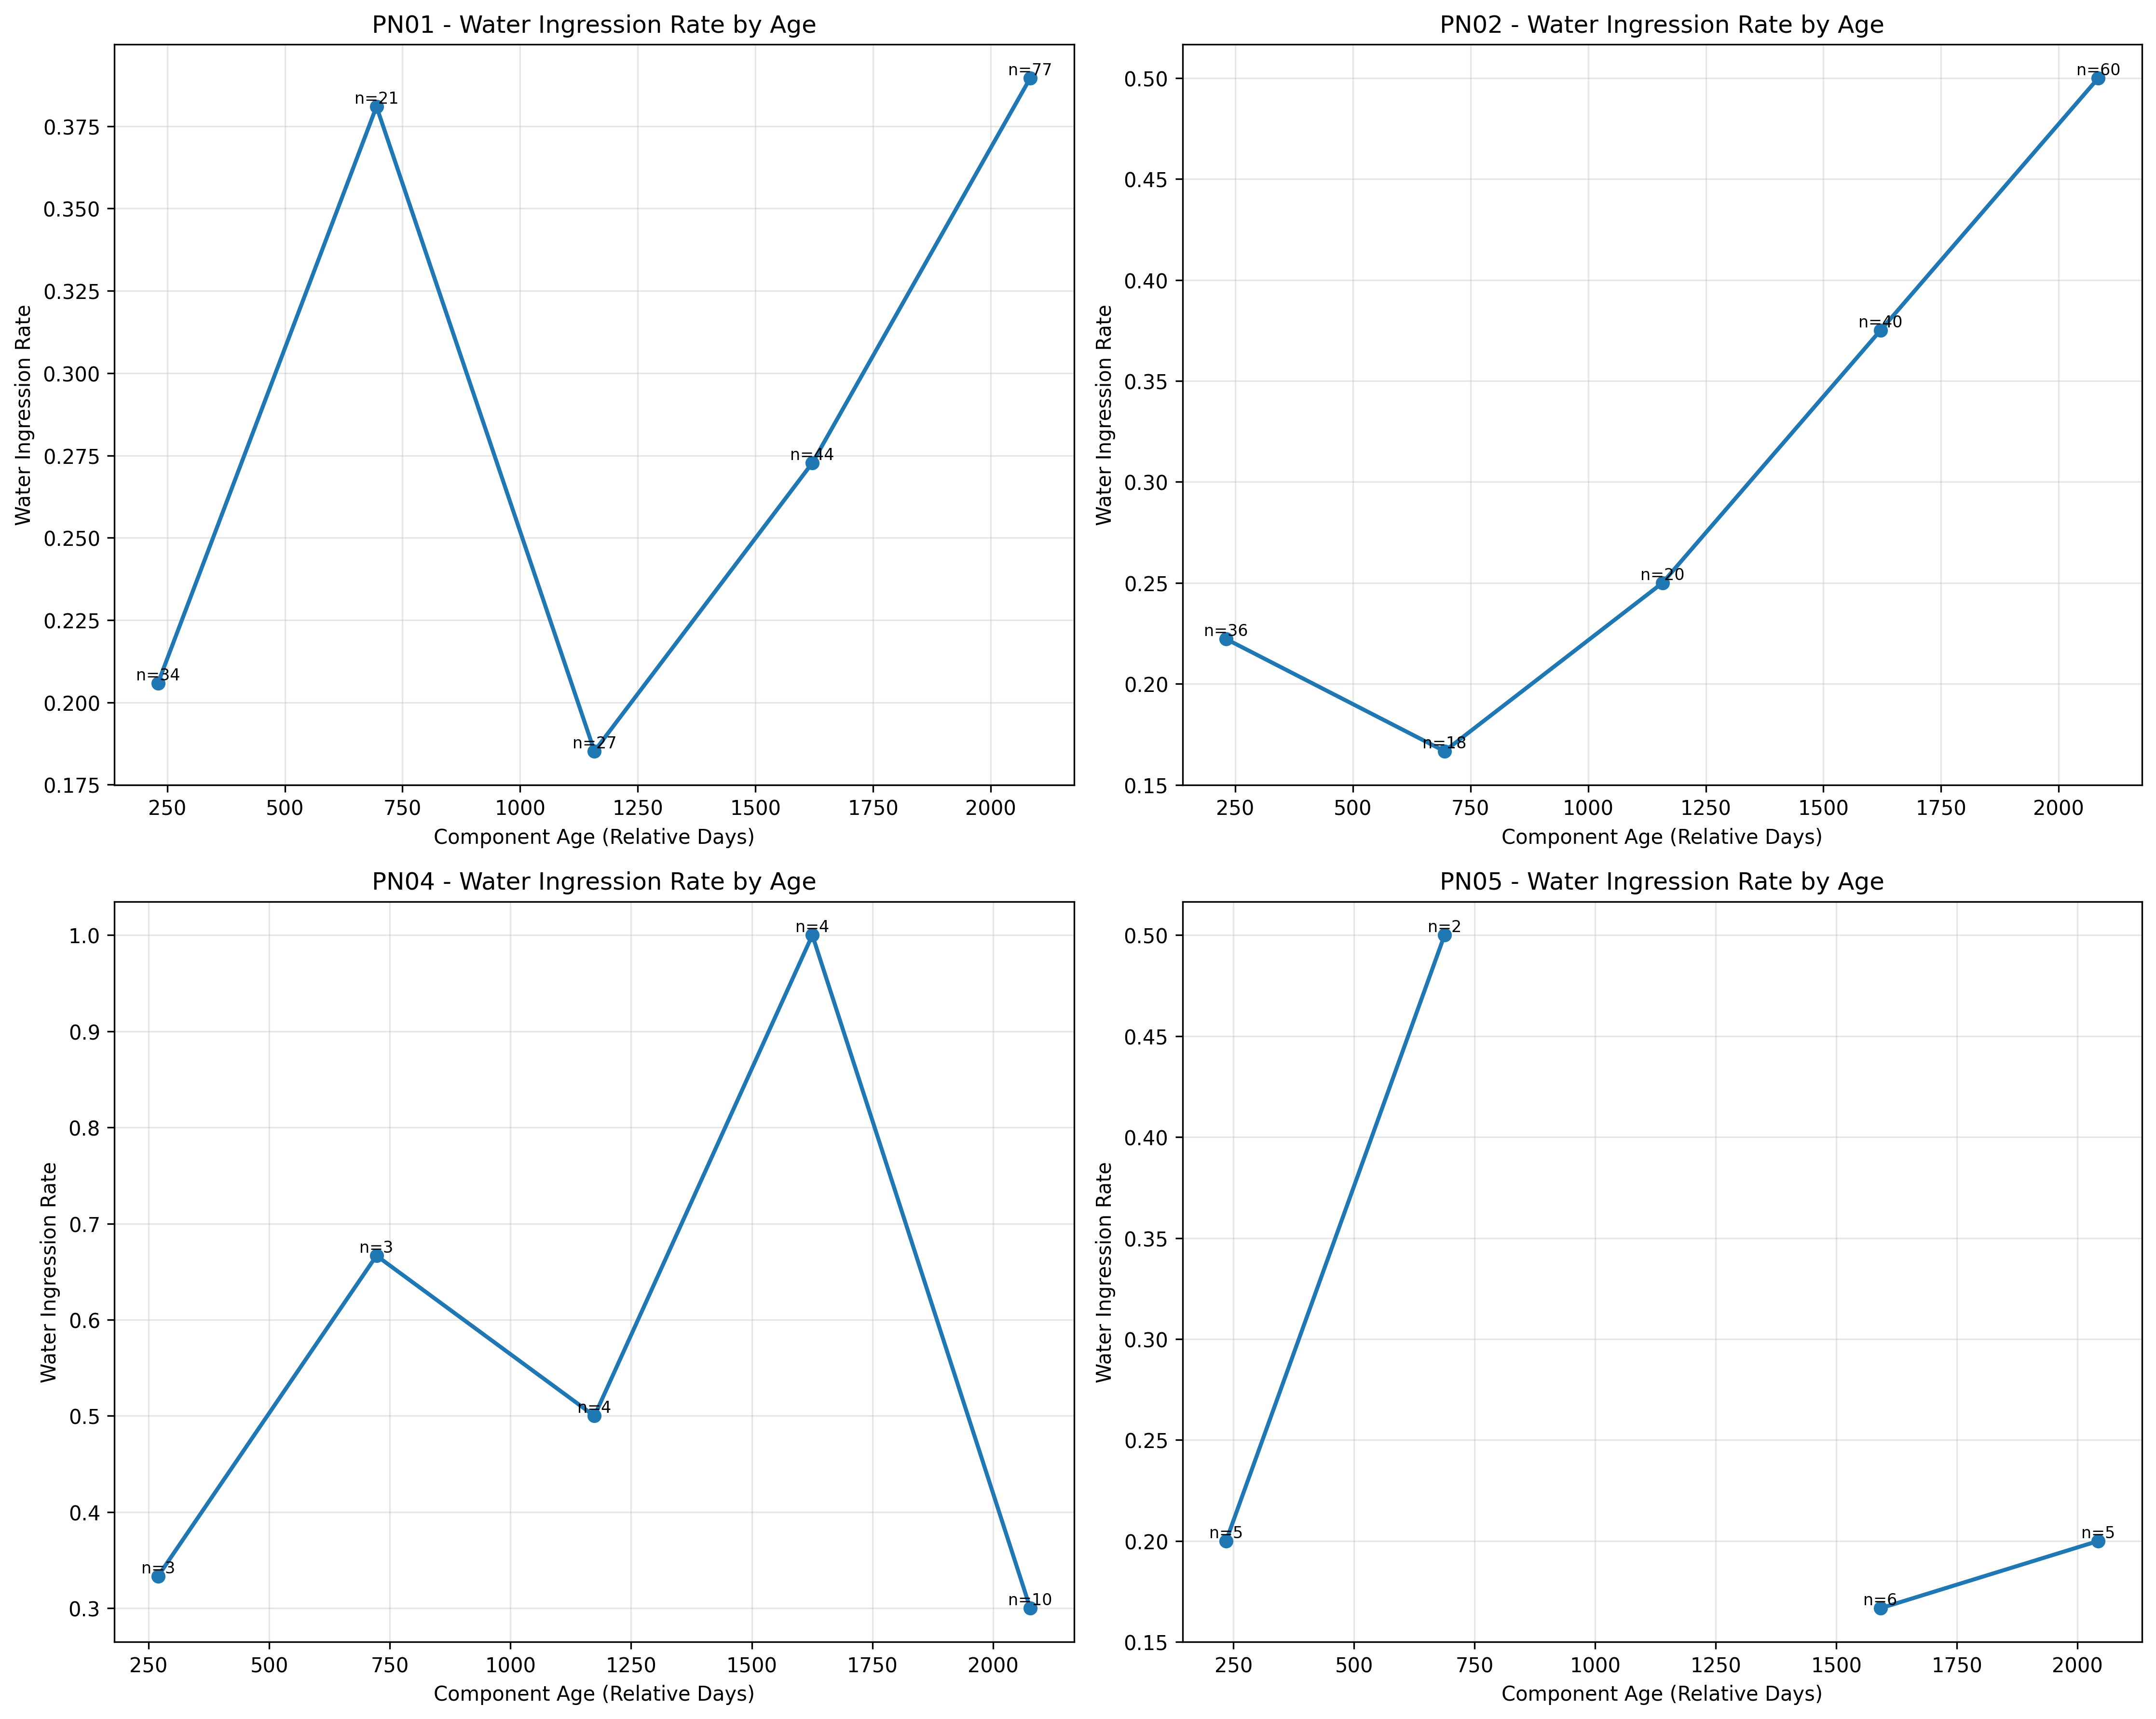 PN01 - Water Ingression Rate by Age
Water Ingression Rate
0.375
0.350
0.325
0.300
0.275
0.250
0.225
0.200
0.175
n=34
n=21
n=27
n=44
n=77
250 500 750 1000 1250 1500 1750 2000
Component Age (Relative Days)
PN02 - Water Ingression Rate by Age
Water Ingression Rate
0.50
0.45
0.40
0.35
0.30
0.25
0.20
0.15
n=36
n=18
n=20
n=40
n=60
250 500 750 1000 1250 1500 1750 2000
Component Age (Relative Days)
PN04 - Water Ingression Rate by Age
Water Ingression Rate
1.0
0.9
0.8
0.7
0.6
0.5
0.4
0.3
n=3
n=3
n=4
n=4
n=10
250 500 750 1000 1250 1500 1750 2000
Component Age (Relative Days)
PN05 - Water Ingression Rate by Age
Water Ingression Rate
0.50
0.45
0.40
0.35
0.30
0.25
0.20
0.15
n=5
n=2
n=6
n=5
250 500 750 1000 1250 1500 1750 2000
Component Age (Relative Days)